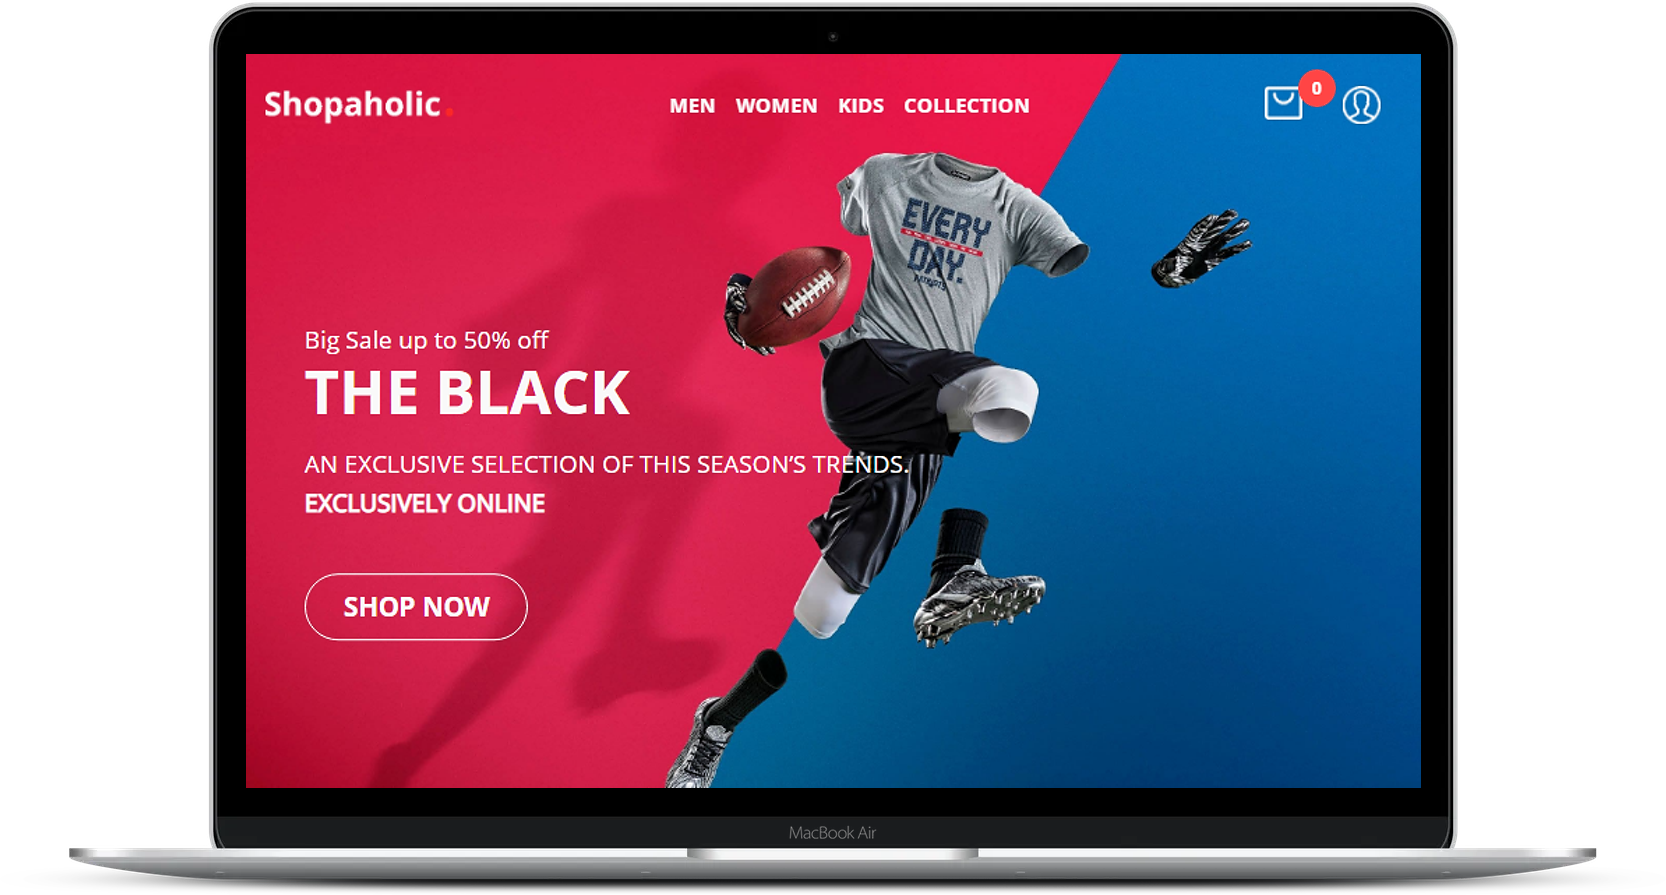 Shopaholic.
MEN WOMEN KIDS COLLECTION
0
EVERY
DAY.
PATRIOTS
Big Sale up to 50% off
THE BLACK
AN EXCLUSIVE SELECTION OF THIS SEASON'S TRENDS.
EXCLUSIVELY ONLINE
SHOP NOW
MacBook Air